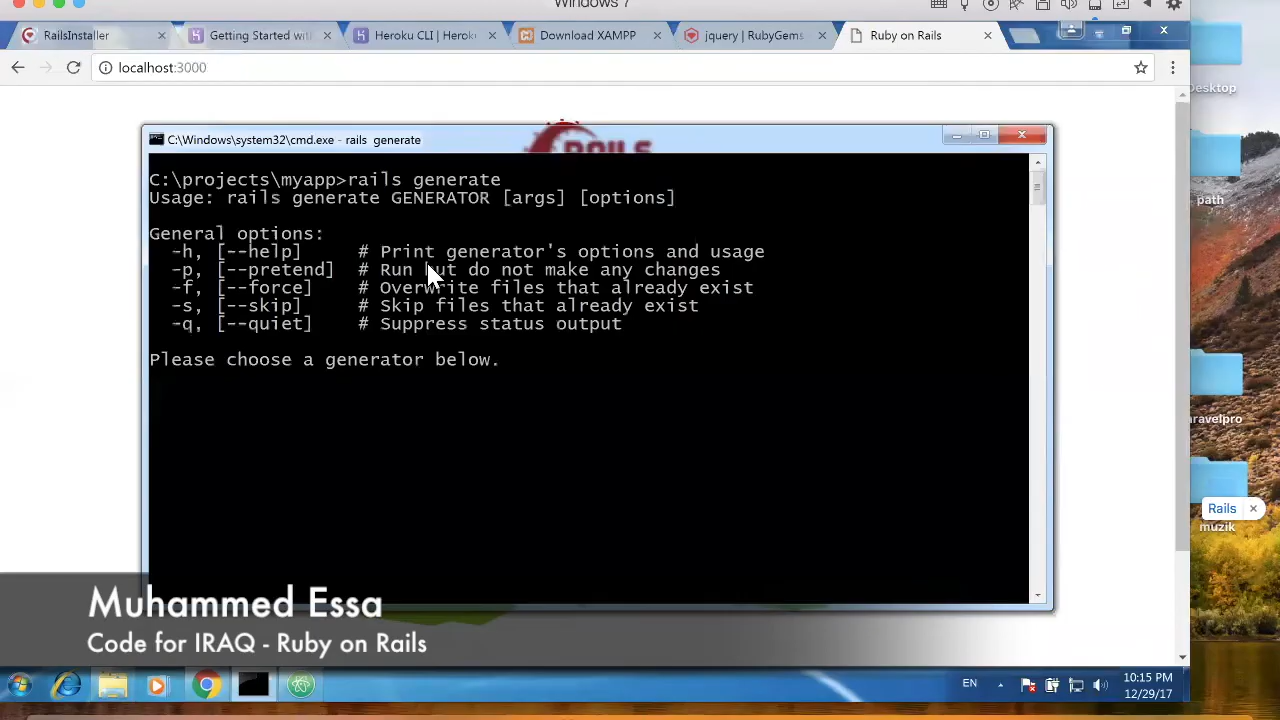 Windows 7
RailsInstaller
Getting Started with
Heroku CLI | Heroku
Download XAMPP
jquery | RubyGems
Ruby on Rails
localhost:3000
Desktop
RAILS
C:\Windows\system32\cmd.exe - rails  generate
C:\projects\myapp>rails generate
Usage: rails generate GENERATOR [args] [options]
path
General options:
-h, [--help]     # Print generator's options and usage
-p, [--pretend]  # Run but do not make any changes
-f, [--force]    # Overwrite files that already exist
-s, [--skip]     # Skip files that already exist
-q, [--quiet]    # Suppress status output
Please choose a generator below.
aravelpro
Rails
muzik
Muhammed Essa
Code for IRAQ - Ruby on Rails
EN
10:15 PM
12/29/17